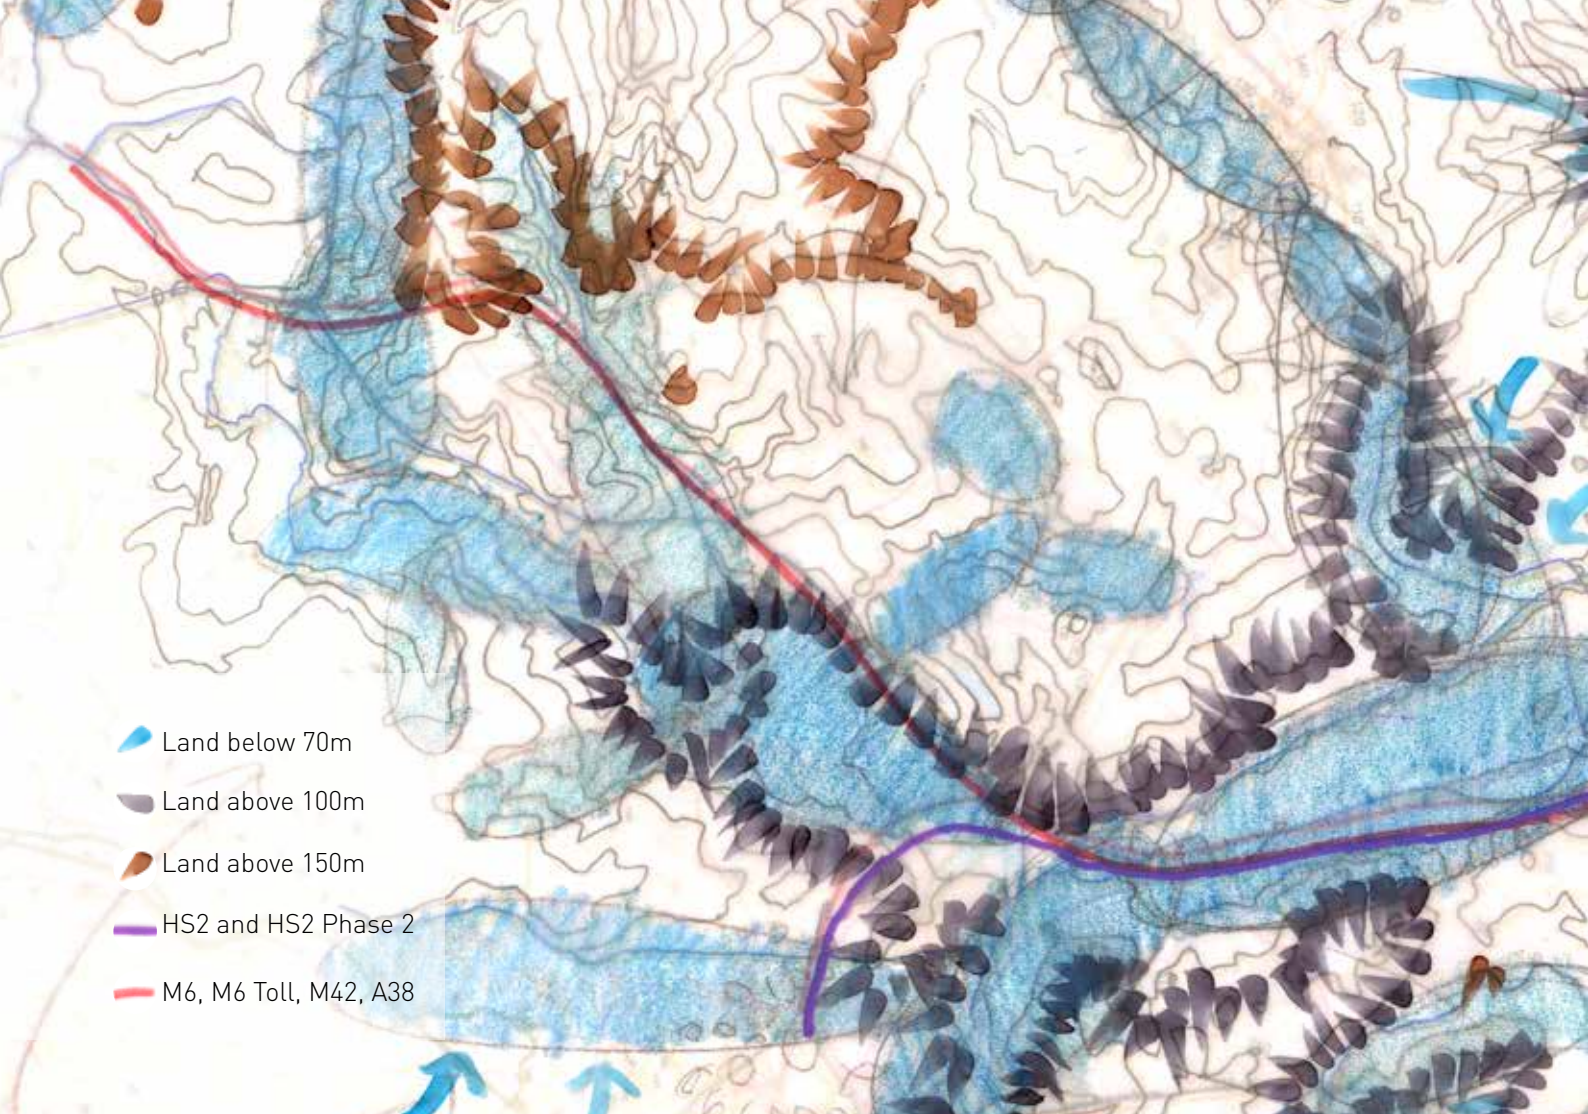 Land below 70m
Land above 100m
Land above 150m
HS2 and HS2 Phase 2
M6, M6 Toll, M42, A38